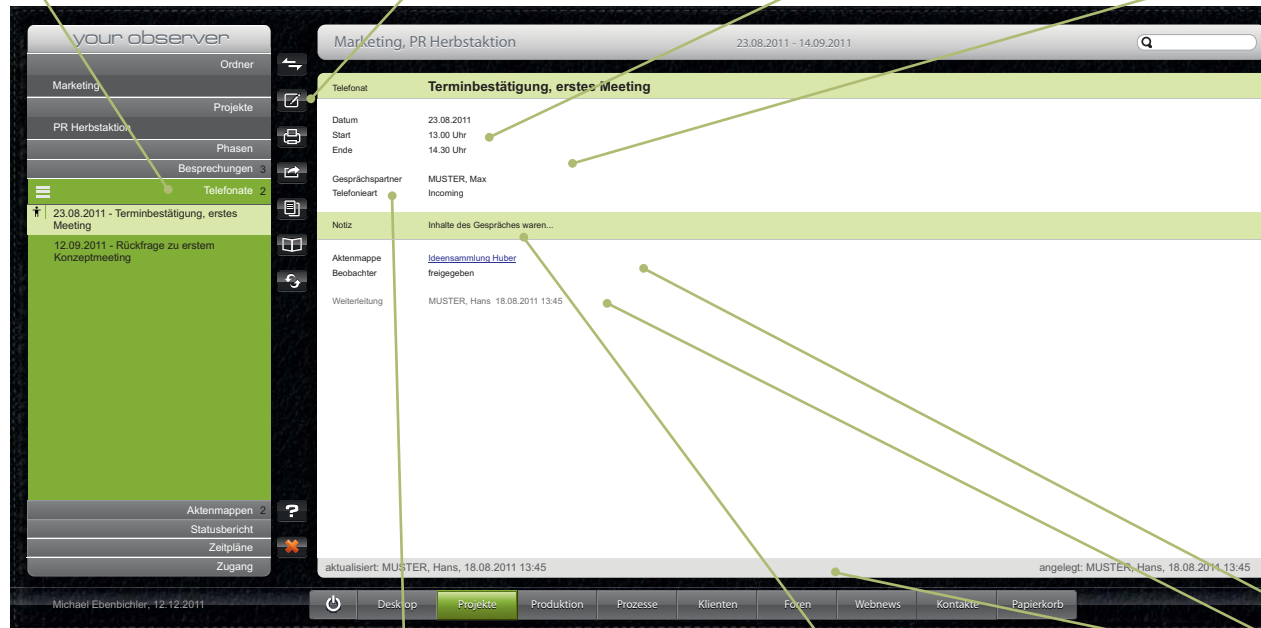 your observer
Ordner
Marketing
Projekte
PR Herbstaktion
Phasen
Besprechungen 3
Telefonate 2
23.08.2011 - Terminbestätigung, erstes
Meeting
12.09.2011 - Rückfrage zu erstem
Konzeptmeeting
Aktenmappen 2
Statusbericht
Zeitpläne
Zugang
?
Marketing, PR Herbstaktion 23.08.2011 - 14.09.2011
Telefonat Terminbestätigung, erstes Meeting
Datum 23.08.2011
Start 13.00 Uhr
Ende 14.30 Uhr
Gesprächspartner MUSTER, Max
Telefonieart Incoming
Notiz Inhalte des Gespräches waren...
Aktenmappe Ideensammlung Huber
Beobachter freigegeben
Weiterleitung MUSTER, Hans 18.08.2011 13:45
aktualisiert: MUSTER, Hans, 18.08.2011 13:45 angelegt: MUSTER, Hans, 18.08.2011 13:45
Michael Ebenbichler, 12.12.2011 Desktop Projekte Produktion Prozesse Klienten Foren Webnews Kontakte Papierkorb